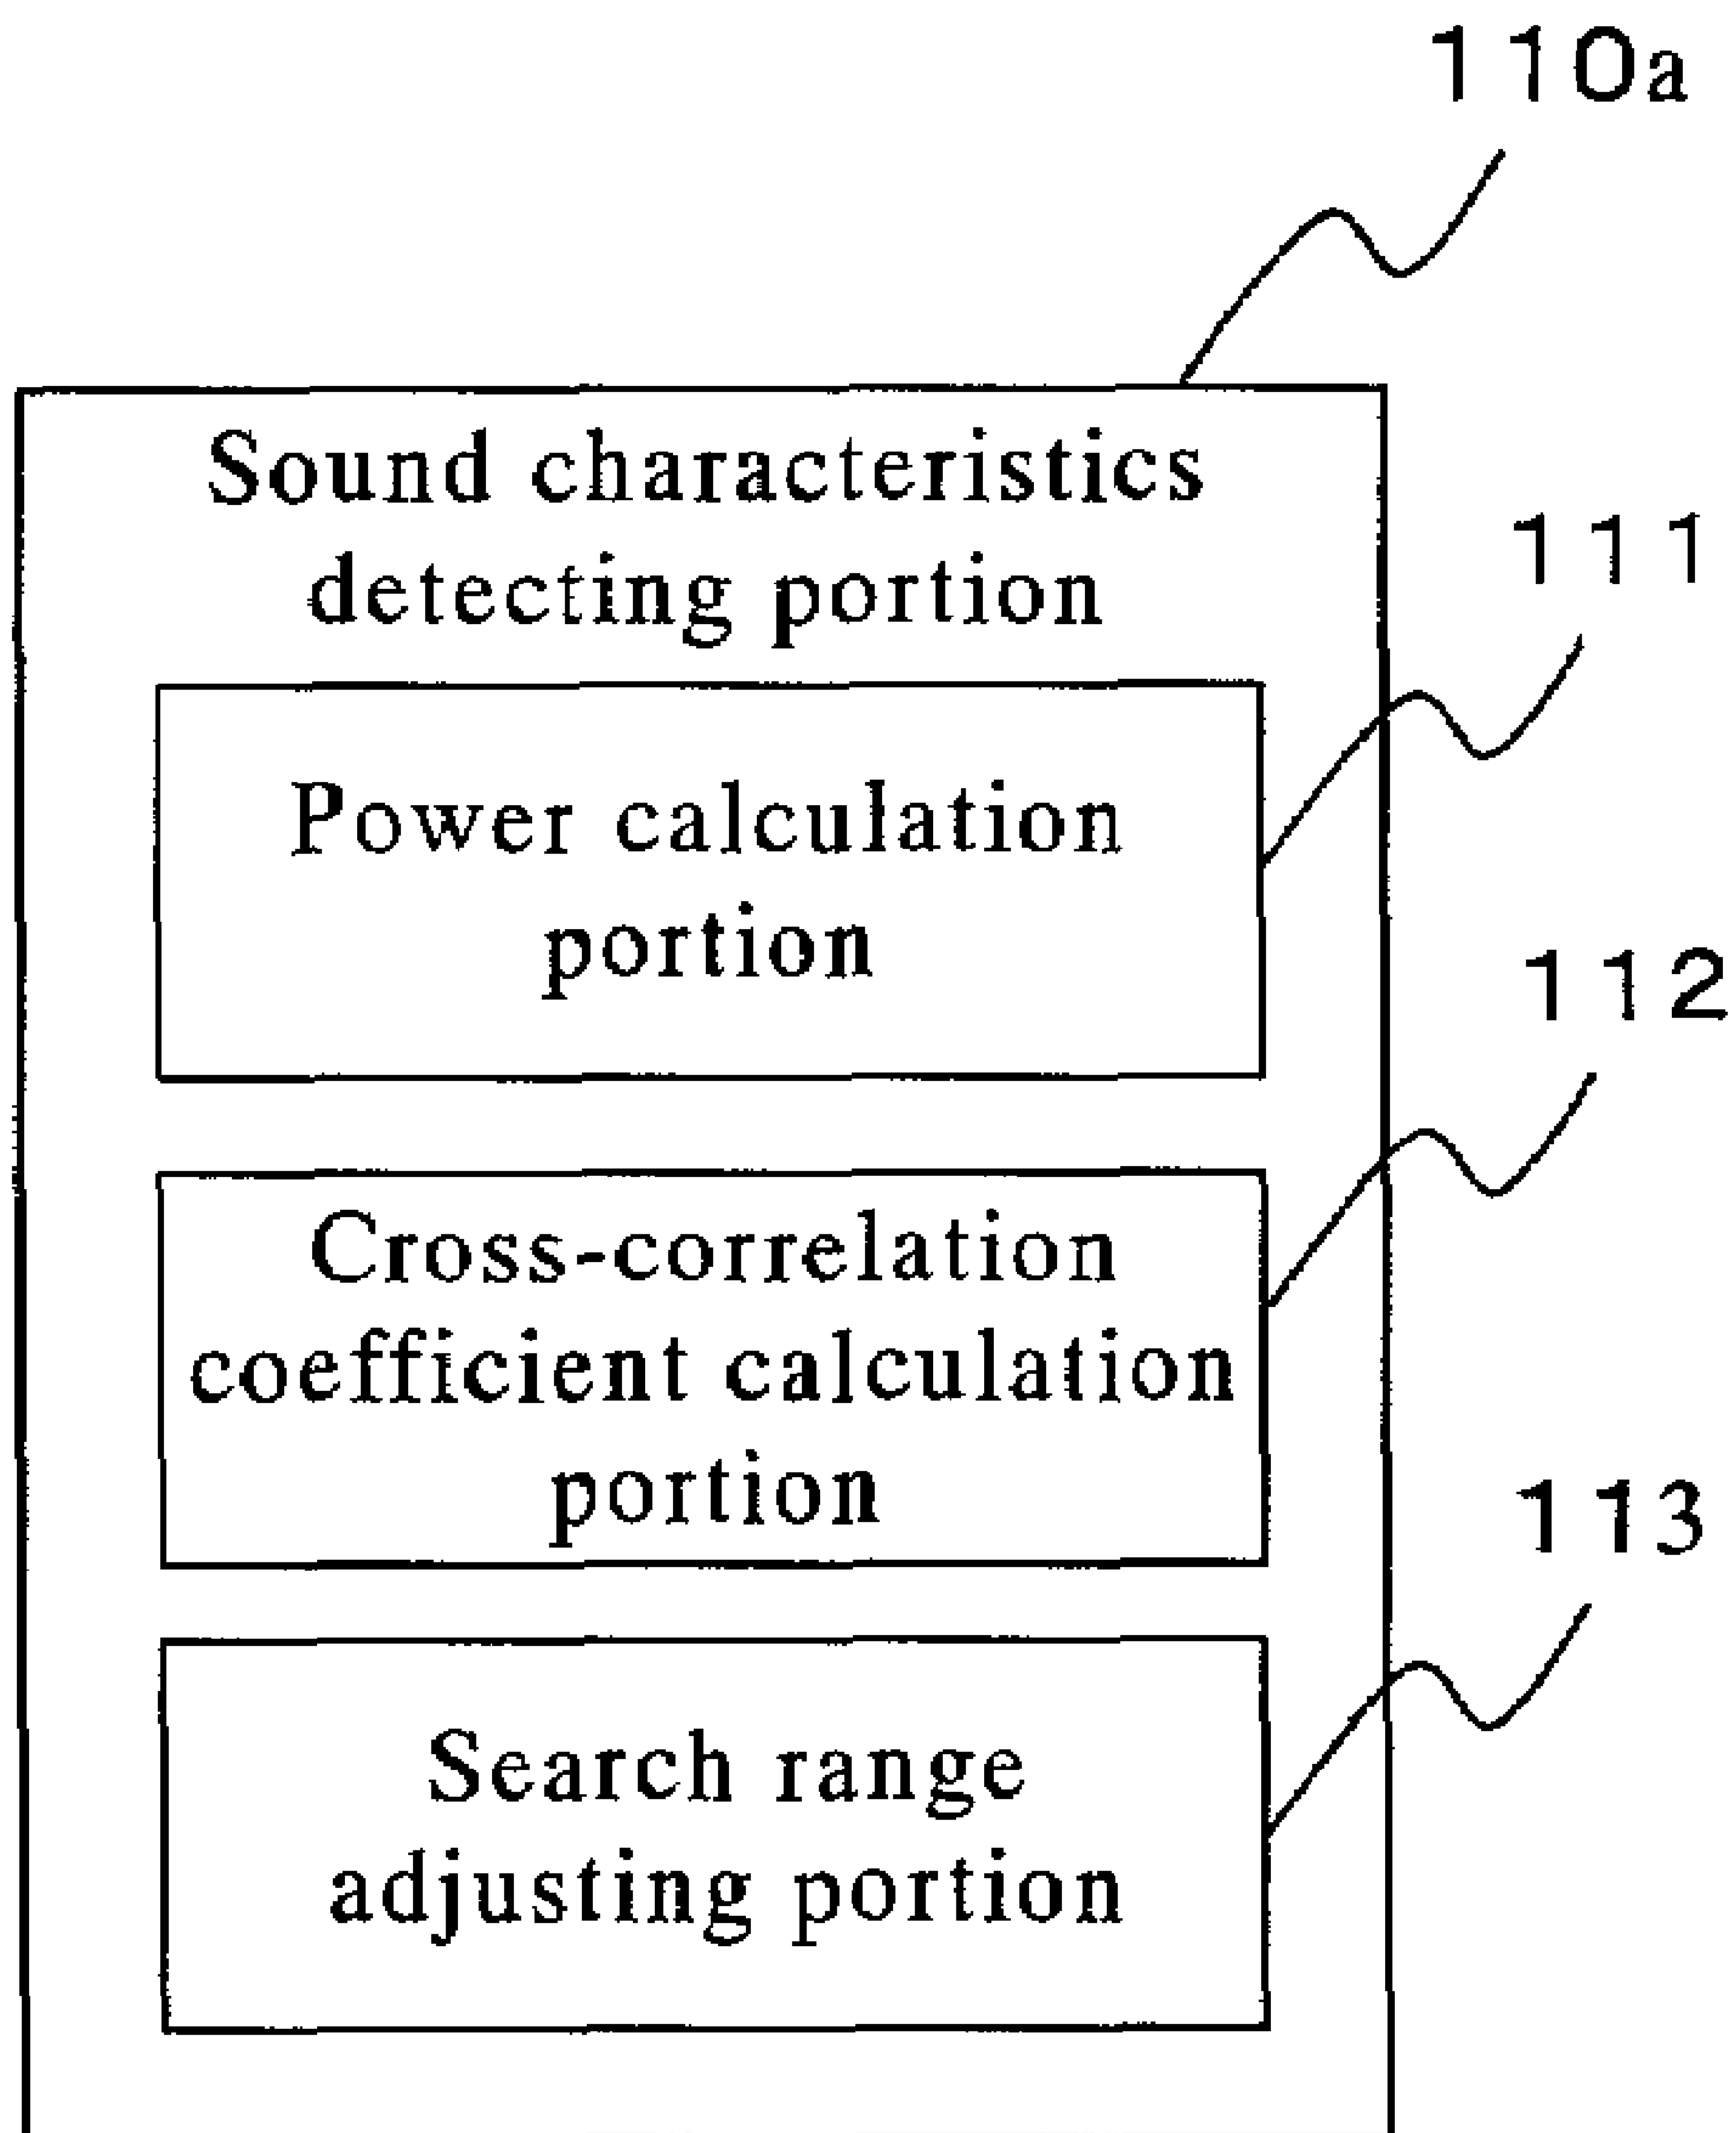 110a
Sound characteristics
detecting portion
111
Power calculation
portion
112
Cross-correlation
coefficient calculation
portion
113
Search range
adjusting portion